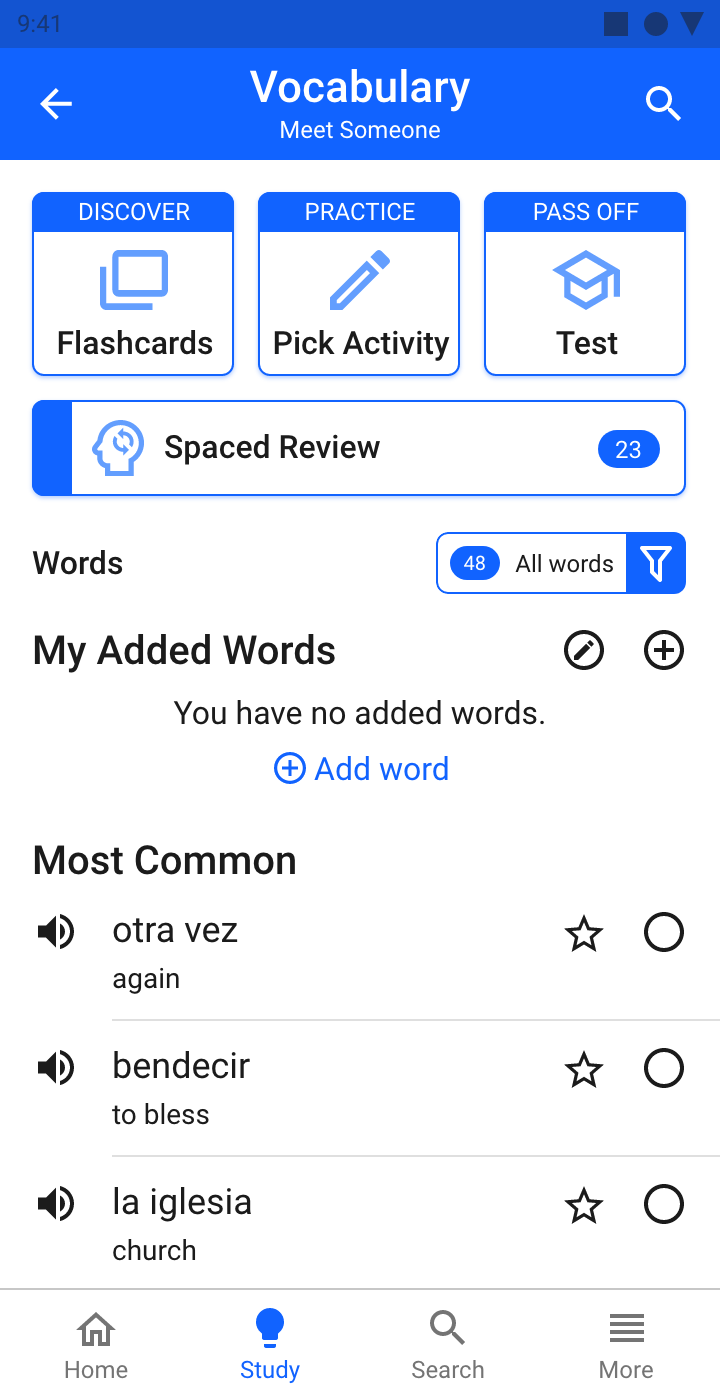 9:41
Vocabulary
Meet Someone
DISCOVER
PRACTICE
PASS OFF
Flashcards
Pick Activity
Test
Spaced Review
23
Words
48
All words
My Added Words
You have no added words.
Add word
Most Common
otra vez
again
bendecir
to bless
la iglesia
church
Home
Study
Search
More